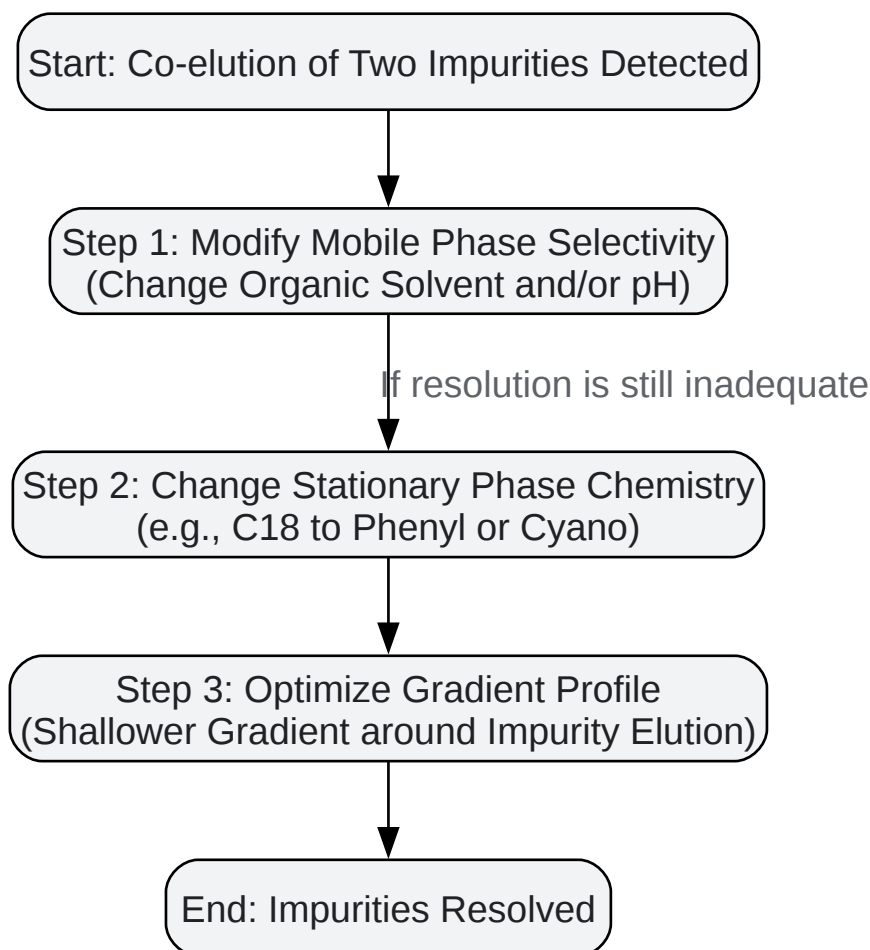 Start: Co-elution of Two Impurities Detected
Step 1: Modify Mobile Phase Selectivity
(Change Organic Solvent and/or pH)
If resolution is still inadequate
Step 2: Change Stationary Phase Chemistry
(e.g., C18 to Phenyl or Cyano)
Step 3: Optimize Gradient Profile
(Shallower Gradient around Impurity Elution)
End: Impurities Resolved